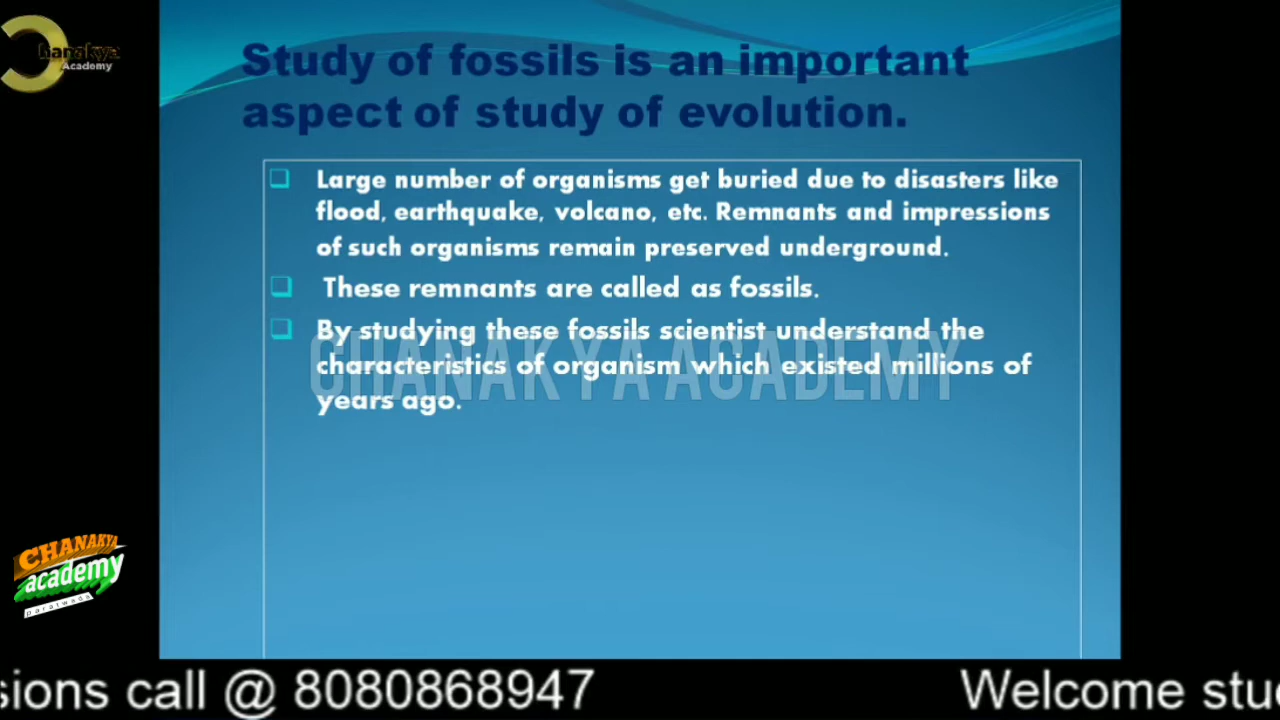 hanakya
Academy
Study of fossils is an important
aspect of study of evolution.
Large number of organisms get buried due to disasters like
flood, earthquake, volcano, etc. Remnants and impressions
of such organisms remain preserved underground.
These remnants are called as fossils.
By studying these fossils scientist understand the
characteristics of organism which existed millions of
years ago.
CHANAKYA ACADEMY
CHANAKYA
academy
paratwada
sions call @ 8080868947
Welcome stu